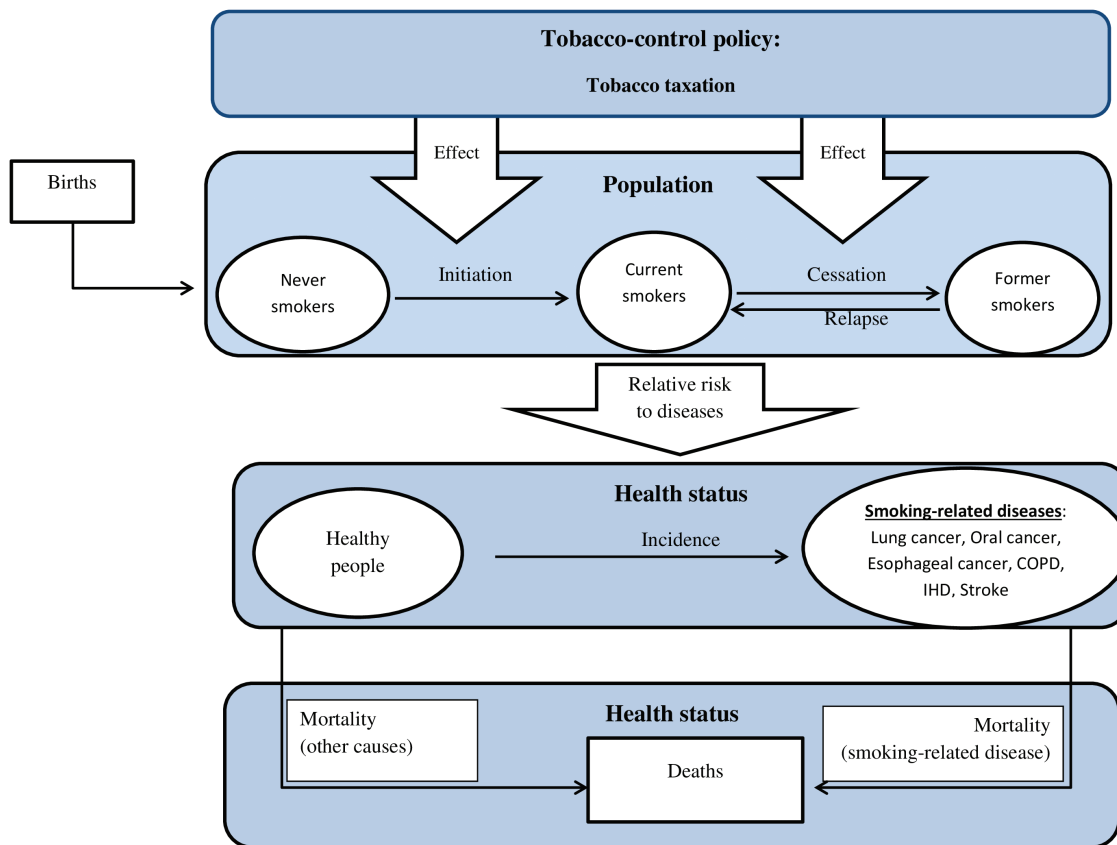 Tobacco-control policy:
Tobacco taxation
Effect
Effect
Births
Population
Never
smokers
Initiation
Current
smokers
Cessation
Relapse
Former
smokers
Relative risk
to diseases
Health status
Healthy
people
Incidence
Smoking-related diseases:
Lung cancer, Oral cancer,
Esophageal cancer, COPD,
IHD, Stroke
Health status
Mortality
(other causes)
Deaths
Mortality
(smoking-related disease)